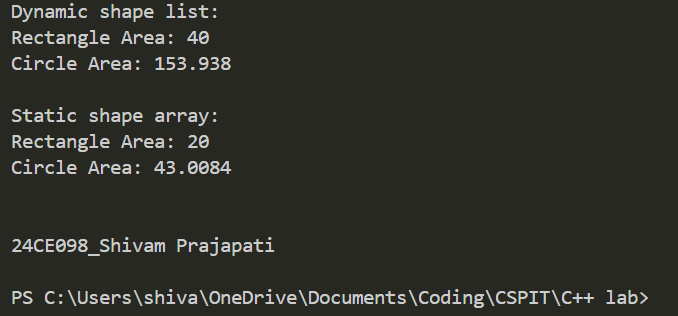 Dynamic shape list:
Rectangle Area: 40
Circle Area: 153.938
Static shape array:
Rectangle Area: 20
Circle Area: 43.0084
24CE098_Shivam Prajapati
PS C:\Users\shiva\OneDrive\Documents\Coding\CSPIT\C++ lab>